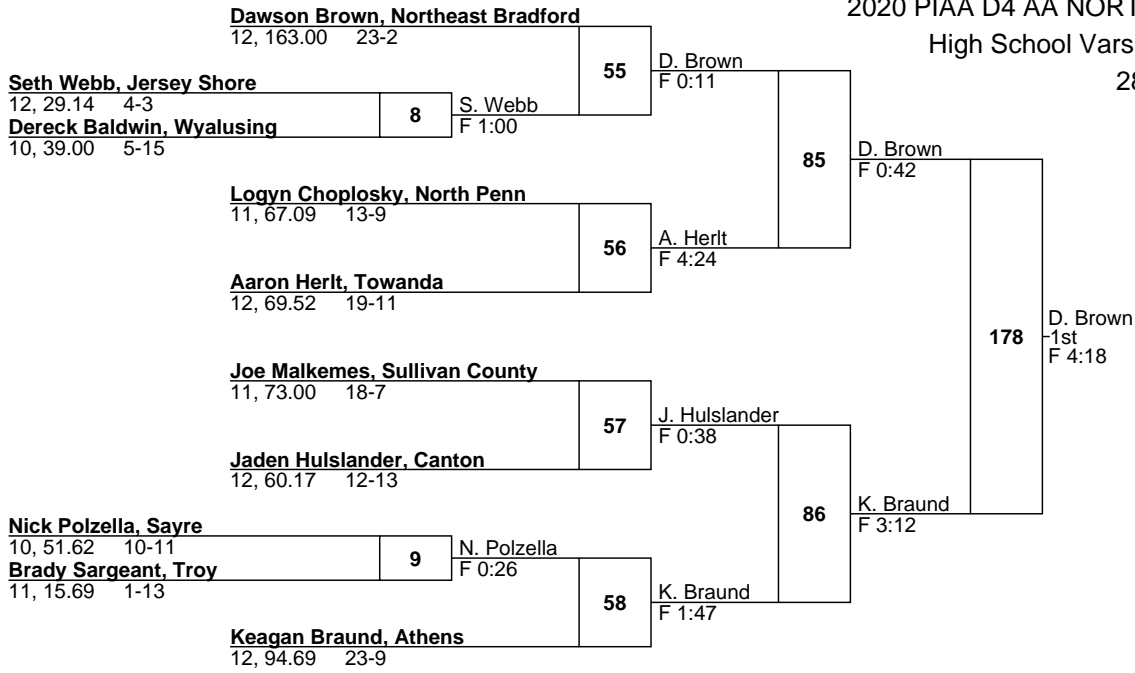 2020 PIAA D4 AA NORT
High School Vars
28
Dawson Brown, Northeast Bradford
12, 163.00 23-2
55
D. Brown
F 0:11
Seth Webb, Jersey Shore
12, 29.14 4-3
8
S. Webb
F 1:00
Dereck Baldwin, Wyalusing
10, 39.00 5-15
85
D. Brown
F 0:42
Logyn Choplosky, North Penn
11, 67.09 13-9
56
A. Herlt
F 4:24
Aaron Herlt, Towanda
12, 69.52 19-11
178
D. Brown
1st
F 4:18
Joe Malkemes, Sullivan County
11, 73.00 18-7
57
J. Hulslander
F 0:38
Jaden Hulslander, Canton
12, 60.17 12-13
86
K. Braund
F 3:12
Nick Polzella, Sayre
10, 51.62 10-11
9
N. Polzella
F 0:26
Brady Sargeant, Troy
11, 15.69 1-13
58
K. Braund
F 1:47
Keagan Braund, Athens
12, 94.69 23-9